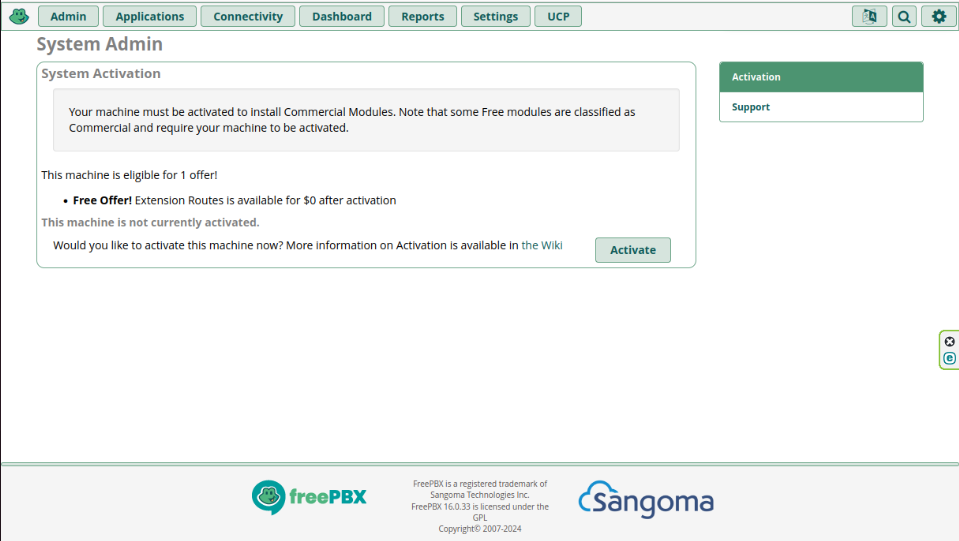 Admin Applications Connectivity Dashboard Reports Settings UCP
System Admin
System Activation
Your machine must be activated to install Commercial Modules. Note that some Free modules are classified as
Commercial and require your machine to be activated.
This machine is eligible for 1 offer!
• Free Offer! Extension Routes is available for $0 after activation
This machine is not currently activated.
Would you like to activate this machine now? More information on Activation is available in the Wiki
Activate
Activation
Support
e
freePBX
FreePBX is a registered trademark of
Sangoma Technologies Inc.
FreePBX 16.0.33 is licensed under the
GPL
Copyright© 2007-2024
Sangoma